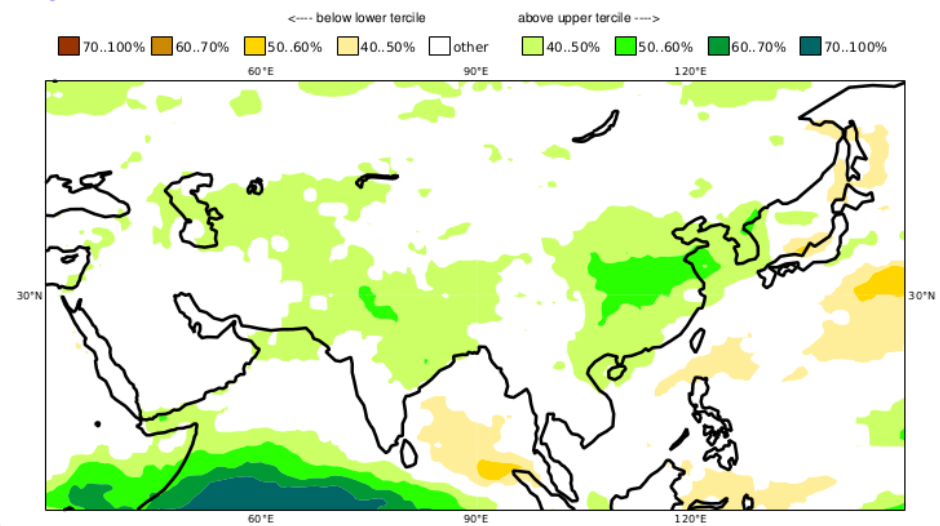 <---- below lower tercile above upper tercile ---->
70..100% 60..70% 50..60% 40..50% other 40..50% 50..60% 60..70% 70..100%
60°E 90°E 120°E
30°N 30°N
60°E 90°E 120°E